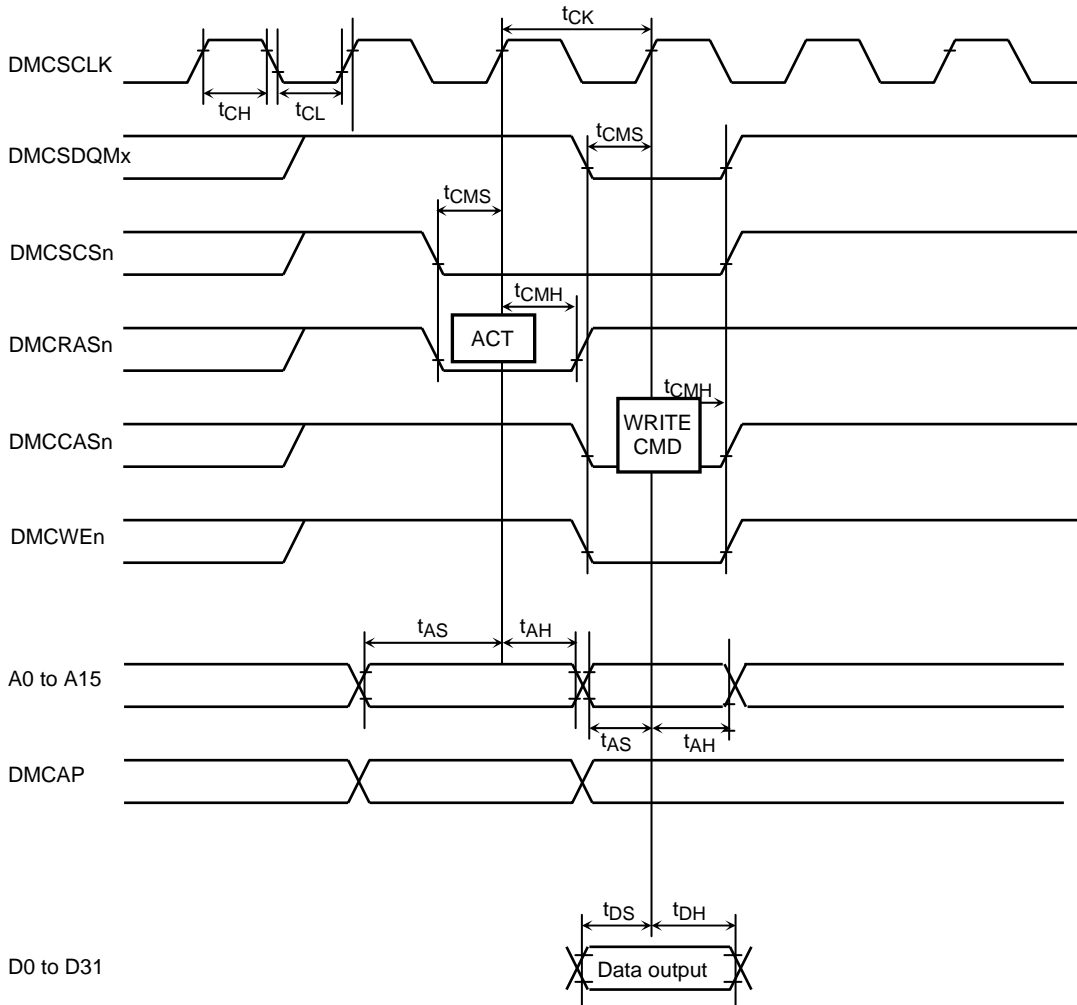 tCK
DMCSCLK
tCH
tCL
tCMS
DMCSDQMx
tCMS
DMCSCSn
tCMH
DMCRASn
ACT
tCMH
DMCCASn
WRITE
CMD
DMCWEn
tAS
tAH
A0 to A15
tAS
tAH
DMCAP
tDS
tDH
D0 to D31
Data output